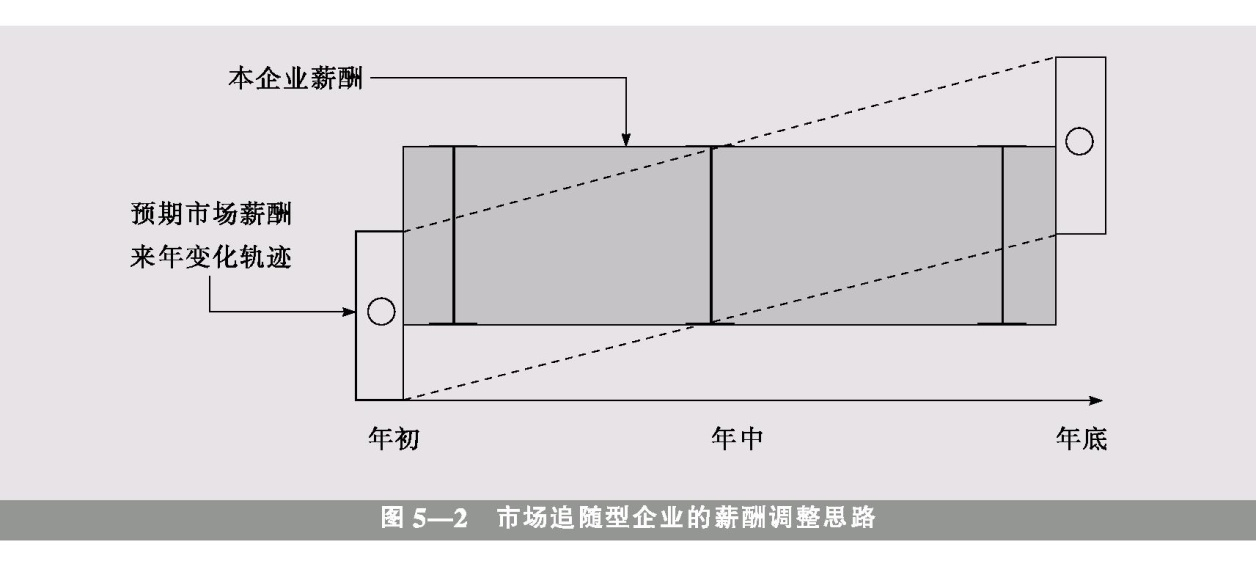 本企业薪酬
预期市场薪酬
来年变化轨迹
年初
年中
年底
图 5—2 市场追随型企业的薪酬调整思路